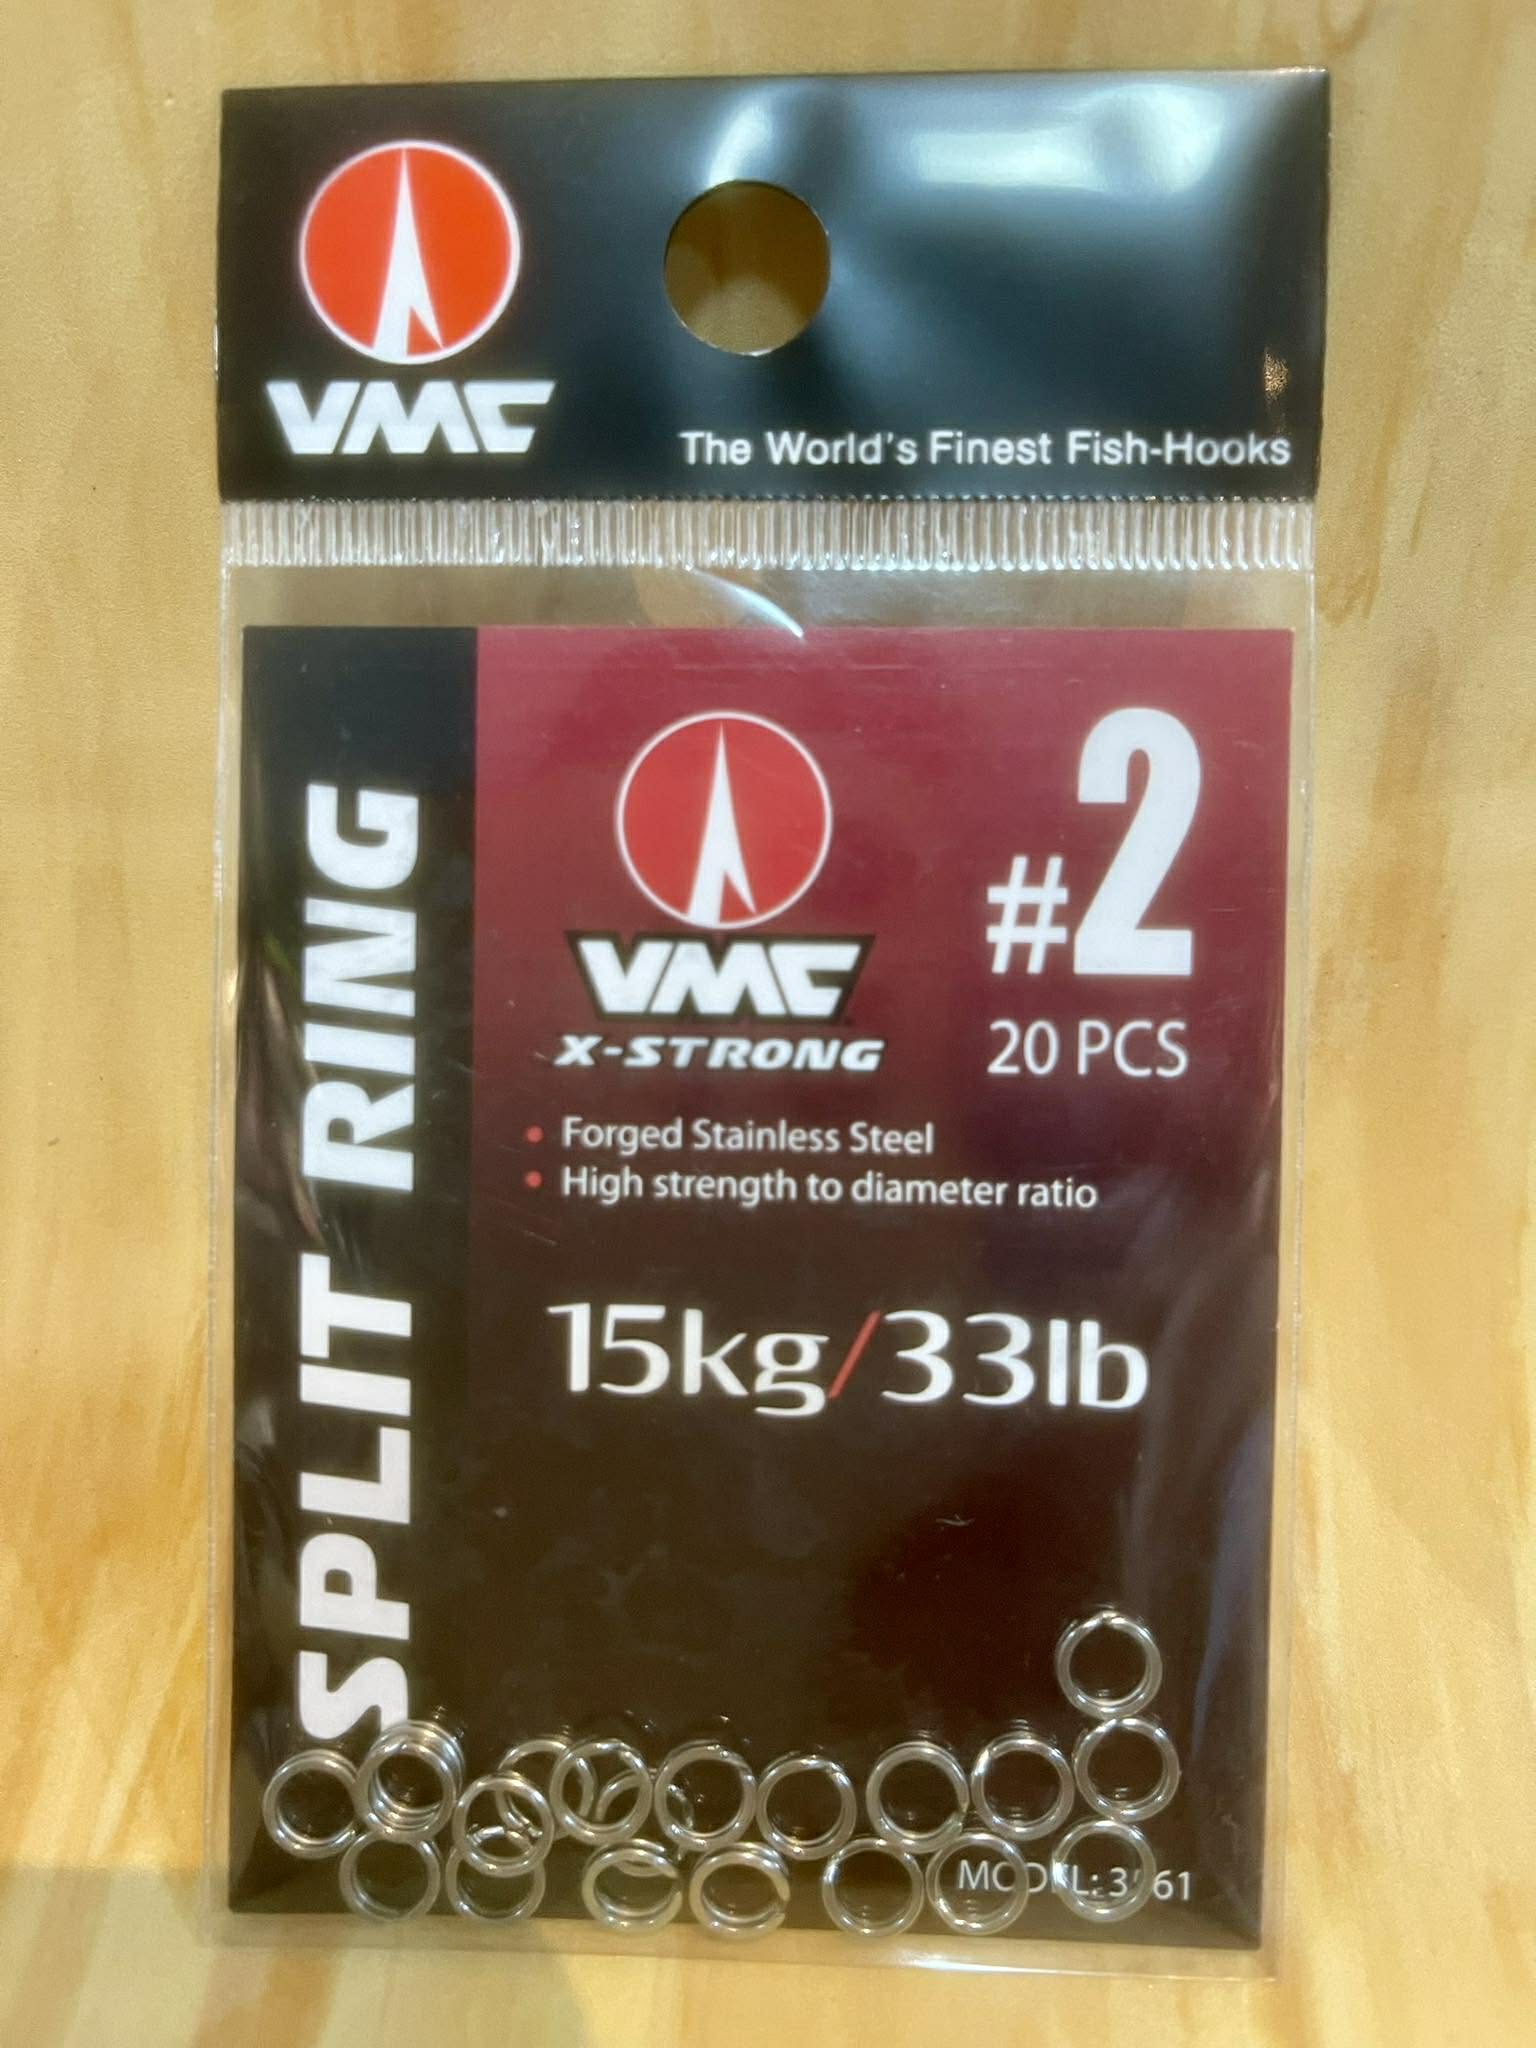 VMC
The World's Finest Fish-Hooks
SPLIT RING
VMC
X-STRONG
#2
20 PCS
• Forged Stainless Steel
• High strength to diameter ratio
15kg/33lb
MODEL: